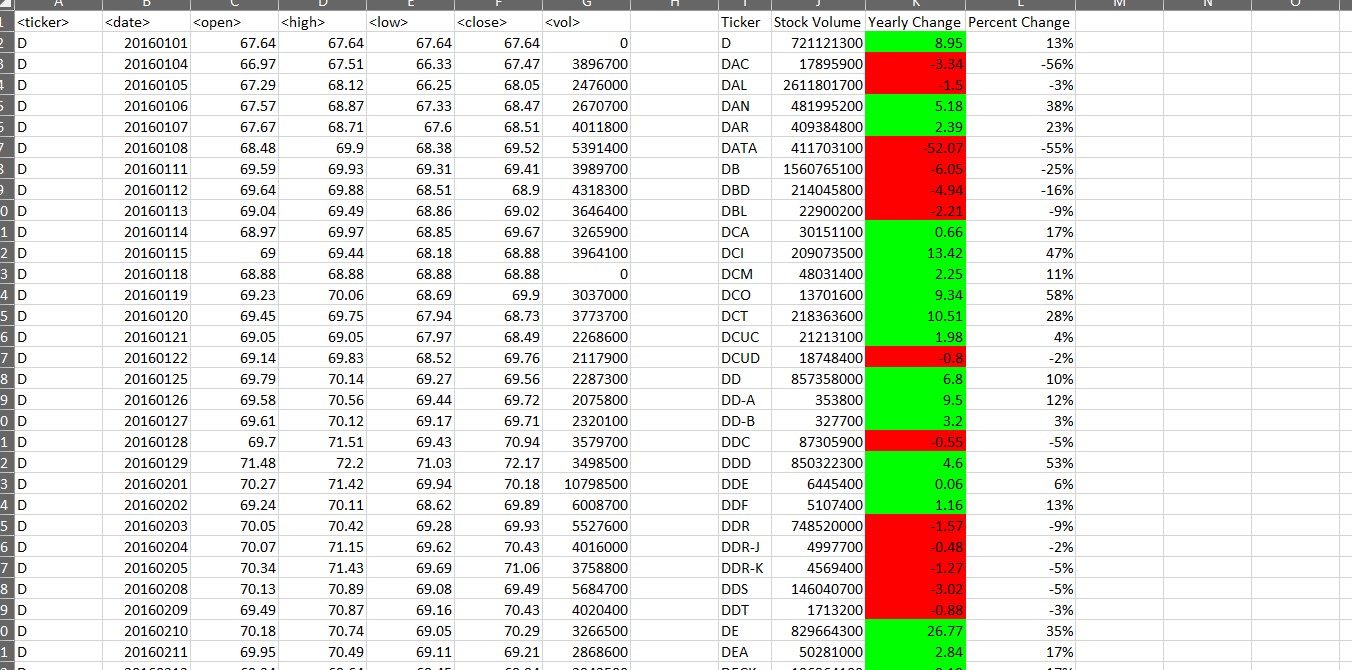 A B C D E F G H I J K L M N O
1 <ticker> <date> <open> <high> <low> <close> <vol> Ticker Stock Volume Yearly Change Percent Change
2 D 20160101 67.64 67.64 67.64 67.64 0 D 721121300 8.95 13%
3 D 20160104 66.97 67.51 66.33 67.47 3896700 DAC 17895900 -3.34 -56%
4 D 20160105 67.29 68.12 66.25 68.05 2476000 DAL 2611801700 -1.5 -3%
5 D 20160106 67.57 68.87 67.33 68.47 2670700 DAN 481995200 5.18 38%
6 D 20160107 67.67 68.71 67.6 68.51 4011800 DAR 409384800 2.39 23%
7 D 20160108 68.48 69.9 68.38 69.52 5391400 DATA 411703100 -52.07 -55%
8 D 20160111 69.59 69.93 69.31 69.41 3989700 DB 1560765100 -6.05 -25%
9 D 20160112 69.64 69.88 68.51 68.9 4318300 DBD 214045800 -4.94 -16%
0 D 20160113 69.04 69.49 68.86 69.02 3646400 DBL 22900200 -2.21 -9%
1 D 20160114 68.97 69.97 68.85 69.67 3265900 DCA 30151100 0.66 17%
2 D 20160115 69 69.44 68.18 68.88 3964100 DCI 209073500 13.42 47%
3 D 20160118 68.88 68.88 68.88 68.88 0 DCM 48031400 2.25 11%
4 D 20160119 69.23 70.06 68.69 69.9 3037000 DCO 13701600 9.34 58%
5 D 20160120 69.45 69.75 67.94 68.73 3773700 DCT 218363600 10.51 28%
6 D 20160121 69.05 69.05 67.97 68.49 2268600 DCUC 21213100 1.98 4%
7 D 20160122 69.14 69.83 68.52 69.76 2117900 DCUD 18748400 -0.8 -2%
8 D 20160125 69.79 70.14 69.27 69.56 2287300 DD 857358000 6.8 10%
9 D 20160126 69.58 70.56 69.44 69.72 2075800 DD-A 353800 9.5 12%
0 D 20160127 69.61 70.12 69.17 69.71 2320100 DD-B 327700 3.2 3%
1 D 20160128 69.7 71.51 69.43 70.94 3579700 DDC 87305900 -0.55 -5%
2 D 20160129 71.48 72.2 71.03 72.17 3498500 DDD 850322300 4.6 53%
3 D 20160201 70.27 71.42 69.94 70.18 10798500 DDE 6445400 0.06 6%
4 D 20160202 69.24 70.11 68.62 69.89 6008700 DDF 5107400 1.16 13%
5 D 20160203 70.05 70.42 69.28 69.93 5527600 DDR 748520000 -1.57 -9%
6 D 20160204 70.07 71.15 69.62 70.43 4016000 DDR-J 4997700 -0.48 -2%
7 D 20160205 70.34 71.43 69.69 71.06 3758800 DDR-K 4569400 -1.27 -5%
8 D 20160208 70.13 70.89 69.08 69.49 5684700 DDS 146040700 -3.02 -5%
9 D 20160209 69.49 70.87 69.16 70.43 4020400 DDT 1713200 -0.88 -3%
0 D 20160210 70.18 70.74 69.05 70.29 3266500 DE 829664300 26.77 35%
1 D 20160211 69.95 70.49 69.11 69.21 2868600 DEA 50281000 2.84 17%